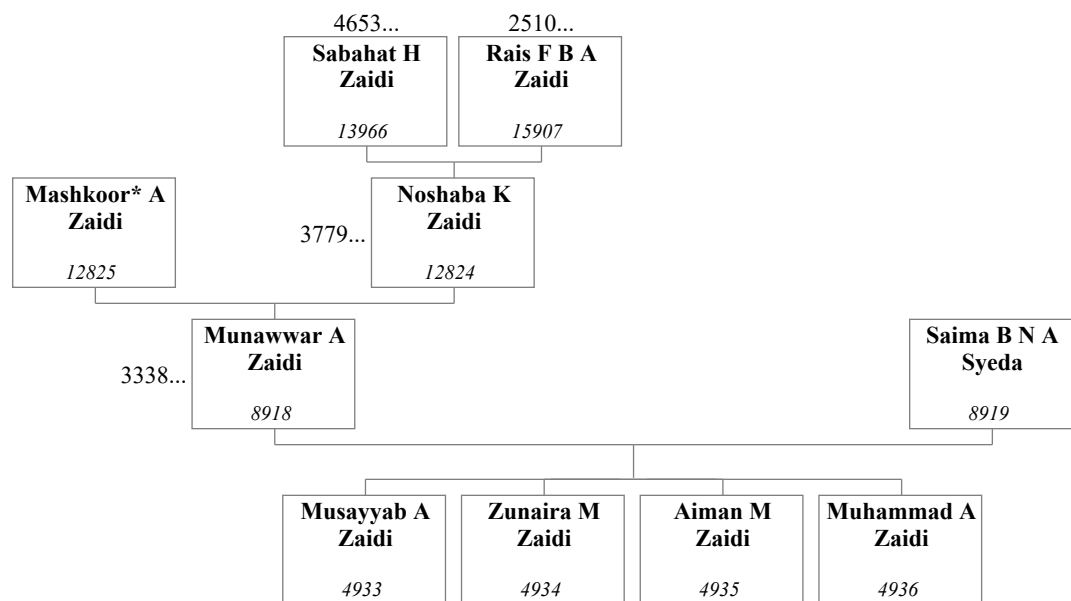 4653...
2510...
Sabahat H
Zaidi
13966
Rais F B A
Zaidi
15907
Mashkoor* A
Zaidi
12825
3779...
Noshaba K
Zaidi
12824
3338...
Munawwar A
Zaidi
8918
Saima B N A
Syeda
8919
Musayyab A
Zaidi
4933
Zunaira M
Zaidi
4934
Aiman M
Zaidi
4935
Muhammad A
Zaidi
4936